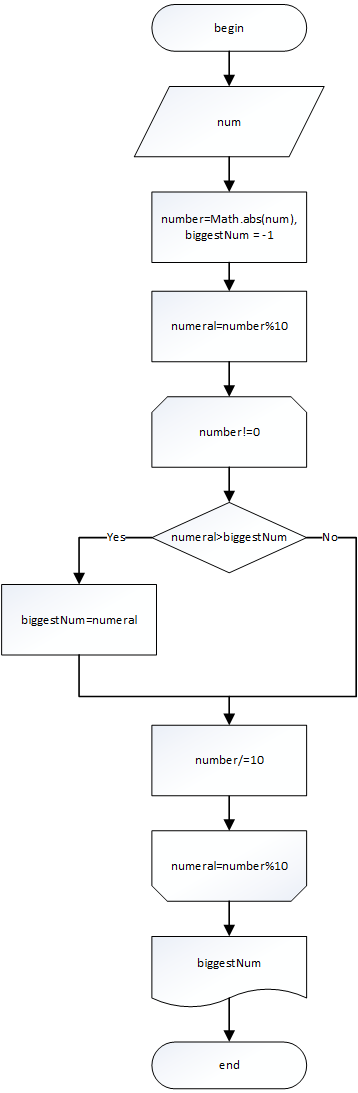 begin
num
number=Math.abs(num),
biggestNum = -1
numeral=number%10
number!=0
numeral>biggestNum
Yes
No
biggestNum=numeral
number/=10
numeral=number%10
biggestNum
end